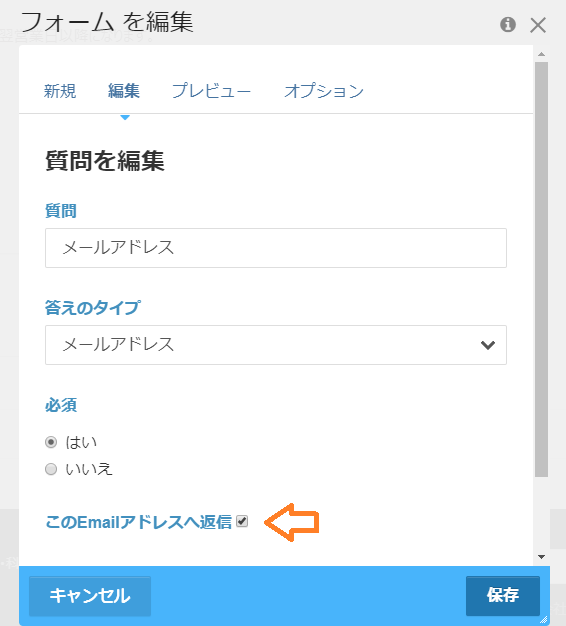 フォーム を編集
新規 編集 プレビュー オプション
質問を編集
質問
メールアドレス
答えのタイプ
メールアドレス
必須
はい
いいえ
このEmailアドレスへ返信
キャンセル 保存